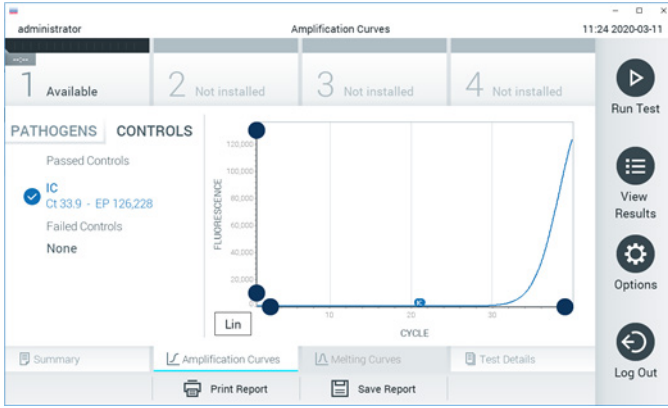 administrator
Amplification Curves
11:24 2020-03-11
1 Available
2 Not installed
3 Not installed
4 Not installed
Run Test
PATHOGENS
CONTROLS
Passed Controls
IC
Ct 33.9 - EP 126,228
Failed Controls
None
FLUORESCENCE
120,000
100,000
80,000
60,000
40,000
20,000
0
IC
10
20
30
CYCLE
Lin
View
Results
Options
Log Out
Summary
Amplification Curves
Melting Curves
Test Details
Print Report
Save Report